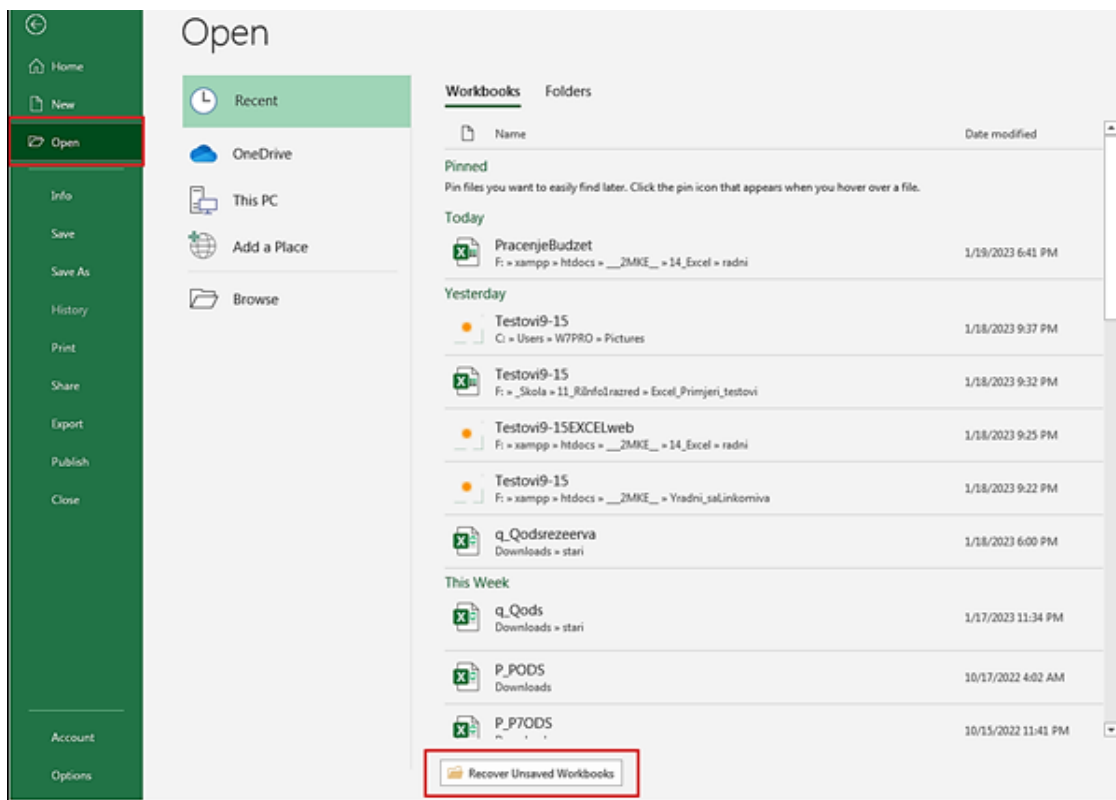 Open
Home
New
Open
Info
Save
Save As
History
Print
Share
Export
Publish
Close
Account
Options
Recent
OneDrive
This PC
Add a Place
Browse
Workbooks Folders
Name Date modified
Pinned
Pin files you want to easily find later. Click the pin icon that appears when you hover over a file.
Today
PracenjeBudzet 1/19/2023 6:41 PM
F: » xampp » htdocs » __2MKE__ » 14_Excel » radni
Yesterday
Testovi9-15 1/18/2023 9:37 PM
C: » Users » W7PRO » Pictures
Testovi9-15 1/18/2023 9:32 PM
F: » _Skola » 11_RiInfo1razred » Excel_Primjeri_testovi
Testovi9-15EXCELweb 1/18/2023 9:25 PM
F: » xampp » htdocs » __2MKE__ » 14_Excel » radni
Testovi9-15 1/18/2023 9:22 PM
F: » xampp » htdocs » __2MKE__ » Yradni_saLinkomiva
q_Qodsrezeerva 1/18/2023 6:00 PM
Downloads » stari
This Week
q_Qods 1/17/2023 11:34 PM
Downloads » stari
P_PODS 10/17/2022 4:02 AM
Downloads
P_P7ODS 10/15/2022 11:41 PM
Recover Unsaved Workbooks